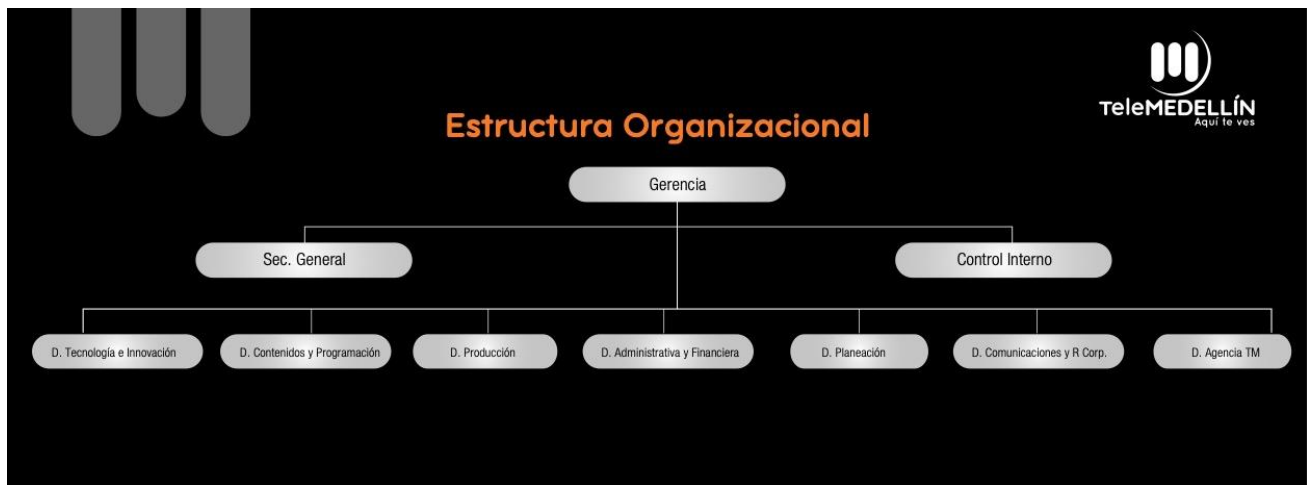 TeleMEDELLÍN
Aquí te ves
Estructura Organizacional
Gerencia
Sec. General
Control Interno
D. Tecnología e Innovación
D. Contenidos y Programación
D. Producción
D. Administrativa y Financiera
D. Planeación
D. Comunicaciones y R Corp.
D. Agencia TM